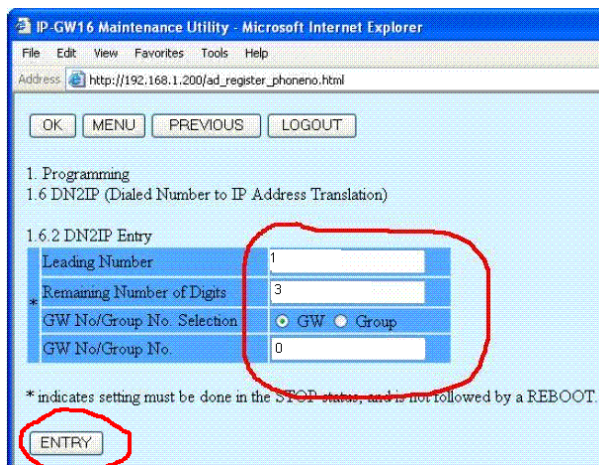 IP-GW16 Maintenance Utility - Microsoft Internet Explorer
File Edit View Favorites Tools Help
Address http://192.168.1.200/ad_register_phoneno.html
OK MENU PREVIOUS LOGOUT
1. Programming
1.6 DN2IP (Dialed Number to IP Address Translation)
1.6.2 DN2IP Entry
Leading Number 1
* Remaining Number of Digits 3
GW No/Group No. Selection GW Group
GW No/Group No. 0
* indicates setting must be done in the STOP status, and is not followed by a REBOOT.
ENTRY